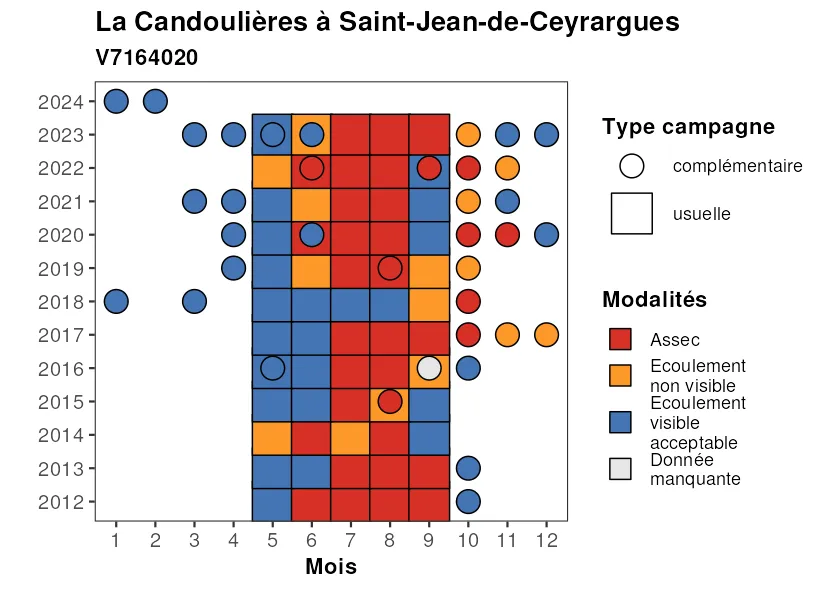 La Candoulières à Saint-Jean-de-Ceyrargues
V7164020
2024
2023
2022
2021
2020
2019
2018
2017
2016
2015
2014
2013
2012
1 2 3 4 5 6 7 8 9 10 11 12
Mois
Type campagne
complémentaire
usuelle
Modalités
Assec
Ecoulement
non visible
Ecoulement
visible
acceptable
Donnée
manquante